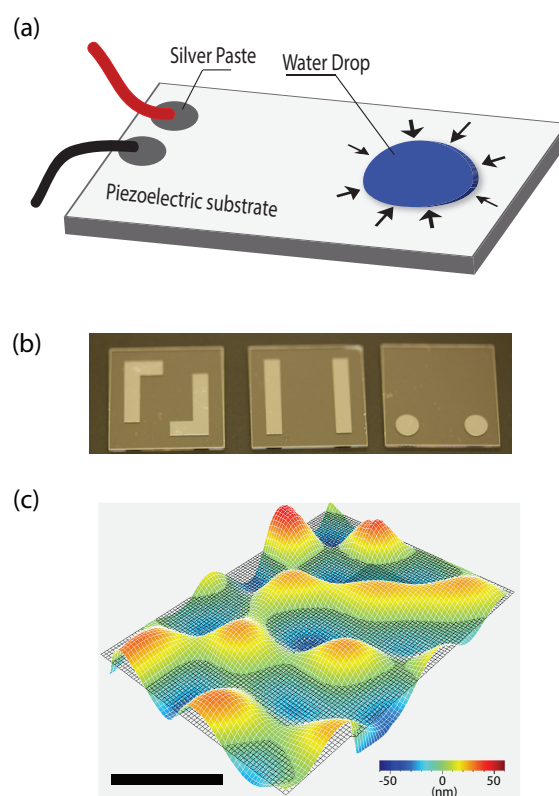 (a)
Silver Paste
Water Drop
Piezoelectric substrate
(b)
(c)
-50 0 50
(nm)